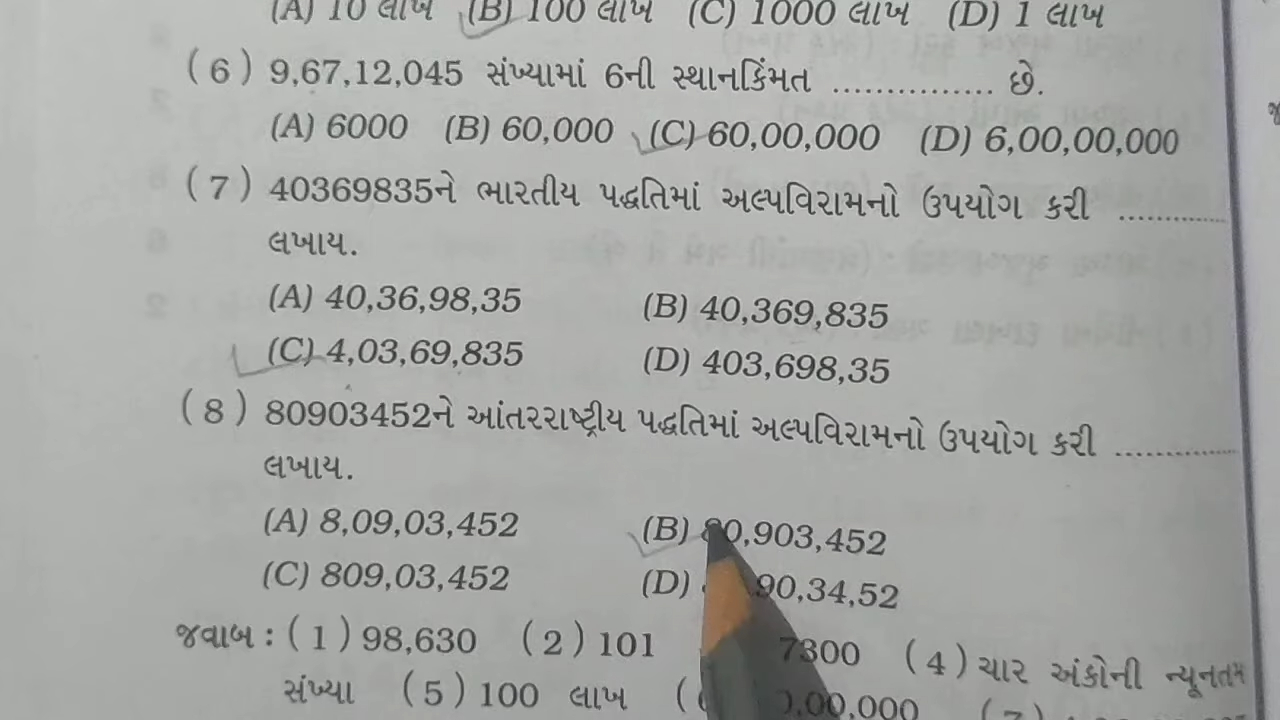 (A) 10 લાખ (B) 100 લાખ (C) 1000 લાખ (D) 1 લાખ
( 6 ) 9,67,12,045 સંખ્યામાં 6ની સ્થાનકિંમત ............... છે.
(A) 6000 (B) 60,000 (C) 60,00,000 (D) 6,00,00,000
( 7 ) 40369835ને ભારતીય પદ્ધતિમાં અલ્પવિરામનો ઉપયોગ કરી .............
લખાય.
(A) 40,36,98,35 (B) 40,369,835
(C) 4,03,69,835 (D) 403,698,35
( 8 ) 80903452ને આંતરરાષ્ટ્રીય પદ્ધતિમાં અલ્પવિરામનો ઉપયોગ કરી ...............
લખાય.
(A) 8,09,03,452 (B) 80,903,452
(C) 809,03,452 (D) 90,34,52
જવાબ : ( 1 ) 98,630 ( 2 ) 101 7300 ( 4 ) ચાર અંકોની ન્યૂનતમ
સંખ્યા ( 5 ) 100 લાખ ,00,000